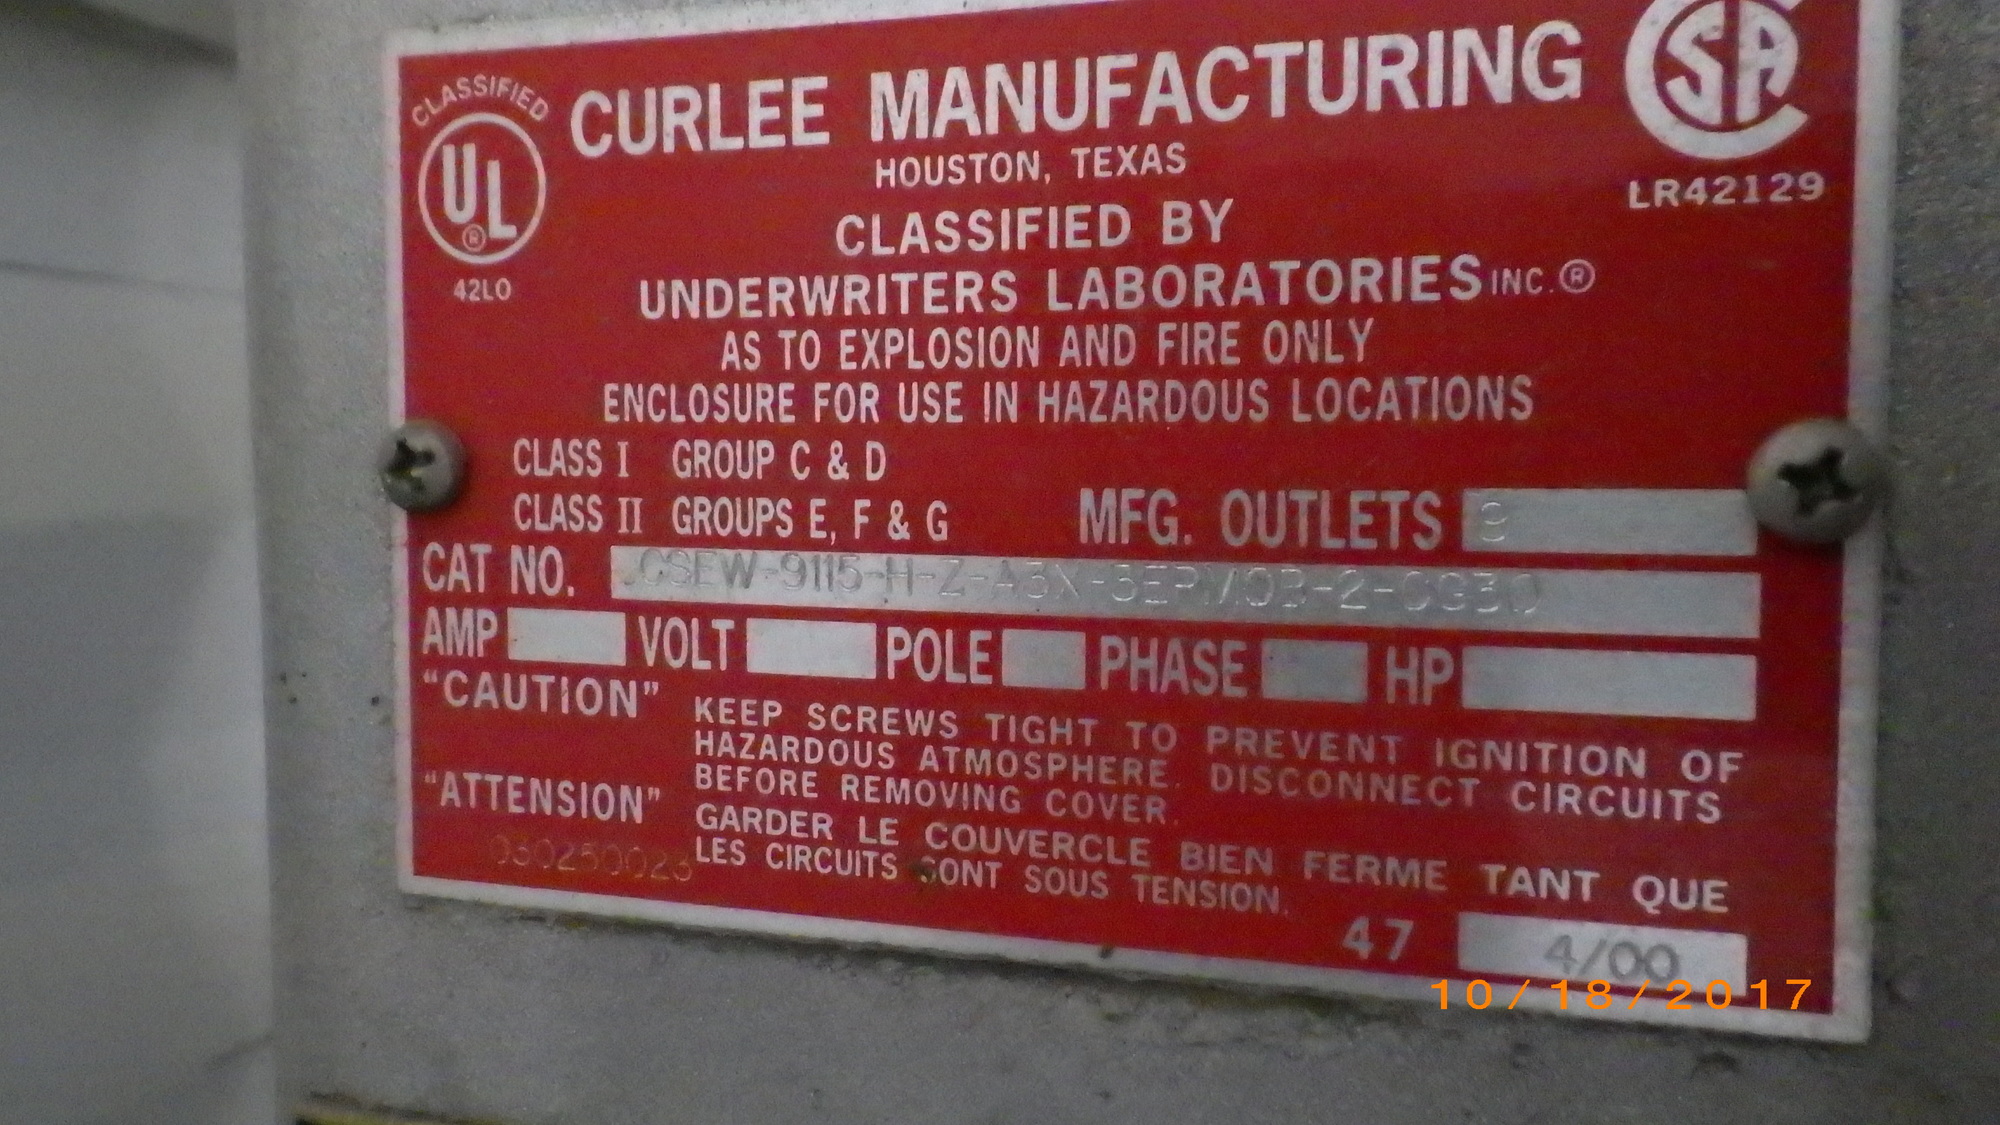 CLASSIFIED
UL
®
42L0
CURLEE MANUFACTURING
HOUSTON, TEXAS
SA
LR42129
CLASSIFIED BY
UNDERWRITERS LABORATORIES INC.®
AS TO EXPLOSION AND FIRE ONLY
ENCLOSURE FOR USE IN HAZARDOUS LOCATIONS
CLASS I GROUP C & D
CLASS II GROUPS E, F & G
MFG. OUTLETS
CAT NO.
AMP VOLT POLE PHASE HP
"CAUTION" KEEP SCREWS TIGHT TO PREVENT IGNITION OF
HAZARDOUS ATMOSPHERE. DISCONNECT CIRCUITS
BEFORE REMOVING COVER.
"ATTENSION" GARDER LE COUVERCLE BIEN FERME TANT QUE
LES CIRCUITS SONT SOUS TENSION.
030250023
47 4/00
10/18/2017